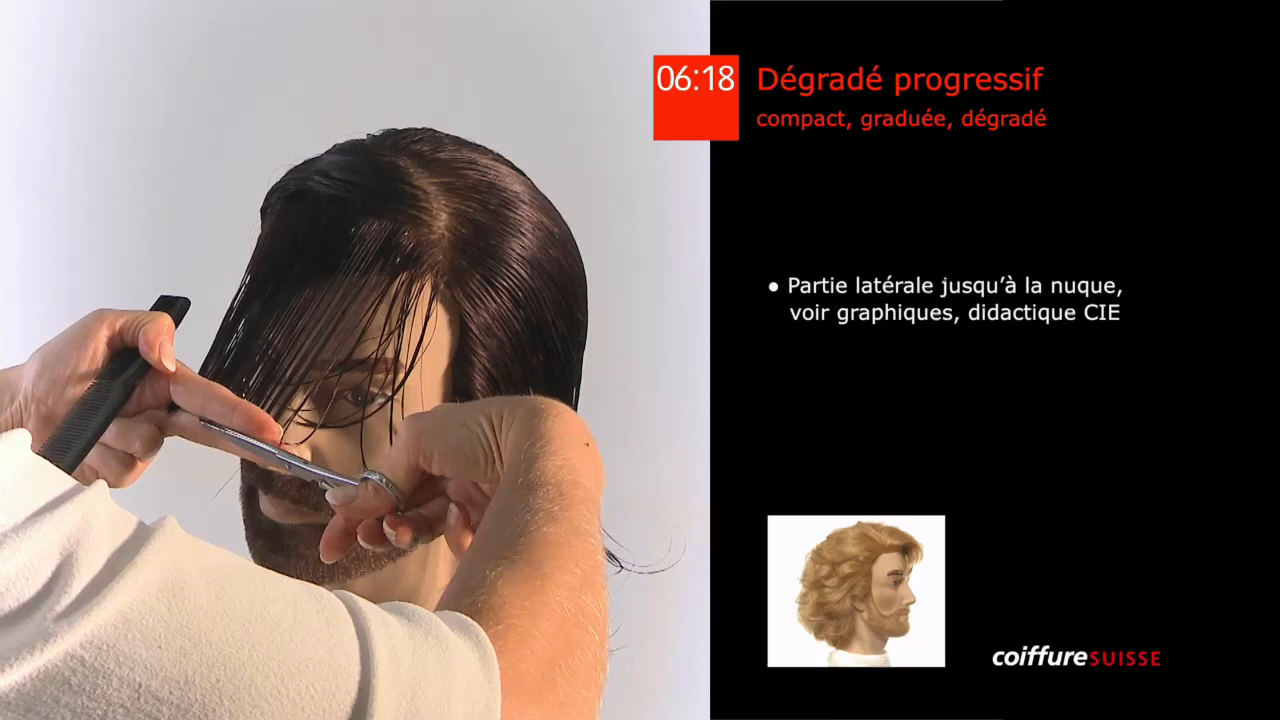 06:18
Dégradé progressif
compact, graduée, dégradé
● Partie latérale jusqu’à la nuque,
voir graphiques, didactique CIE
coiffureSUISSE